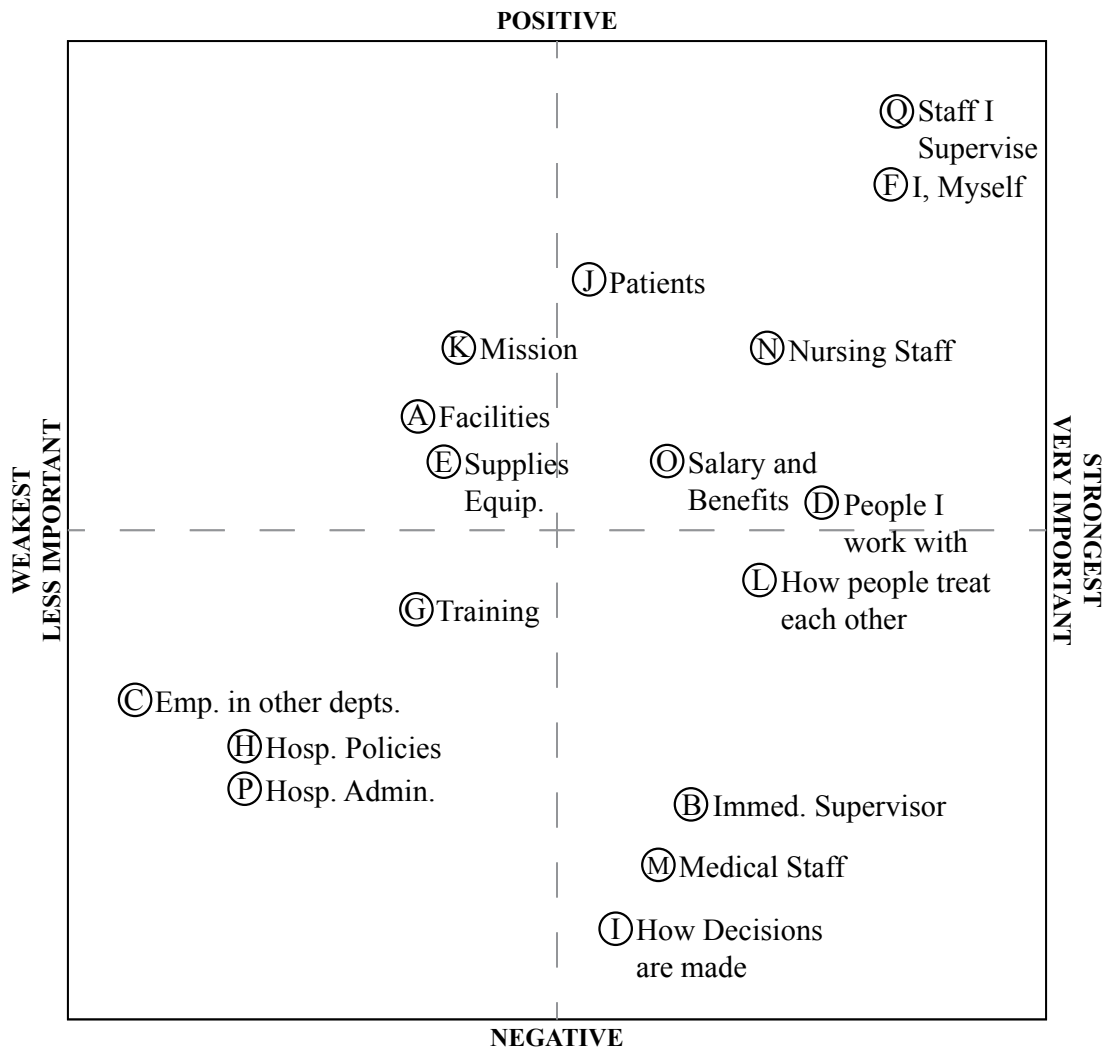 POSITIVE
Q Staff I
Supervise
F I, Myself
J Patients
K Mission
N Nursing Staff
A Facilities
E Supplies
Equip.
O Salary and
Benefits
D People I
work with
WEAKEST
LESS IMPORTANT
VERY IMPORTANT
STRONGEST
L How people treat
each other
G Training
C Emp. in other depts.
H Hosp. Policies
P Hosp. Admin.
B Immed. Supervisor
M Medical Staff
I How Decisions
are made
NEGATIVE